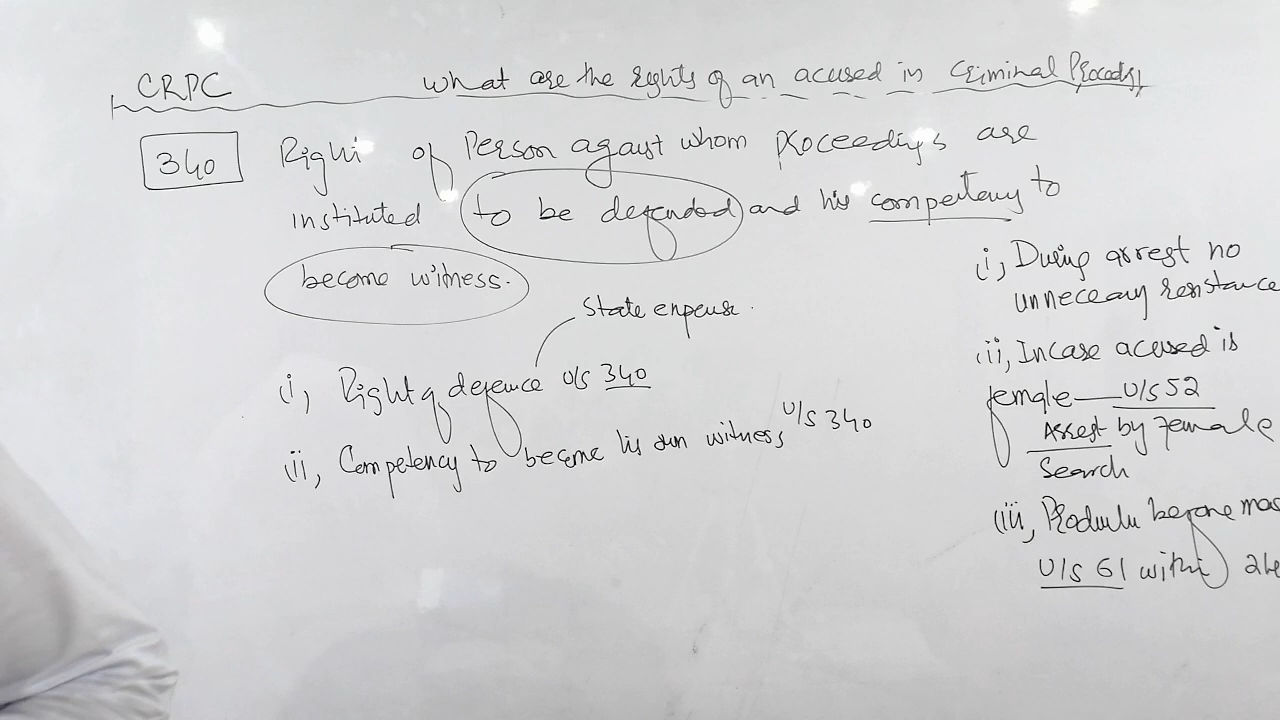 CRPC
What are the rights of an acused in Criminal
340
Right of Person against whom proceedings are
instituted to be defended and his competency to
become witness.
State expense.
(i) Right of defence U/S 340
(ii) Competency to become his own witness U/S 340
(i) During arrest no
unnecessary resistance
(ii) Incase acused is
female — U/S 52
Arrest by female
Search
(iii) before
U/S 61 within 24